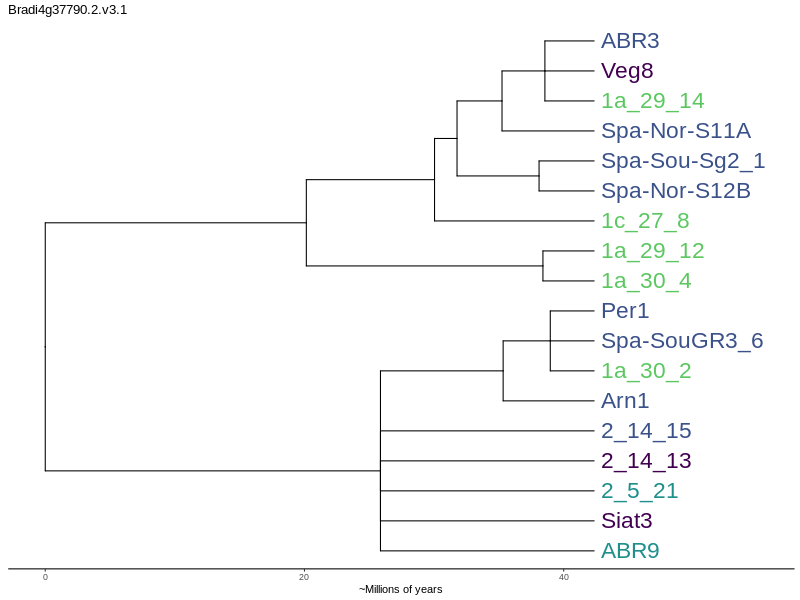 Bradi4g37790.2.v3.1
ABR3
Veg8
1a_29_14
Spa-Nor-S11A
Spa-Sou-Sg2_1
Spa-Nor-S12B
1c_27_8
1a_29_12
1a_30_4
Per1
Spa-SouGR3_6
1a_30_2
Arn1
2_14_15
2_14_13
2_5_21
Siat3
ABR9
0 20 40
~Millions of years